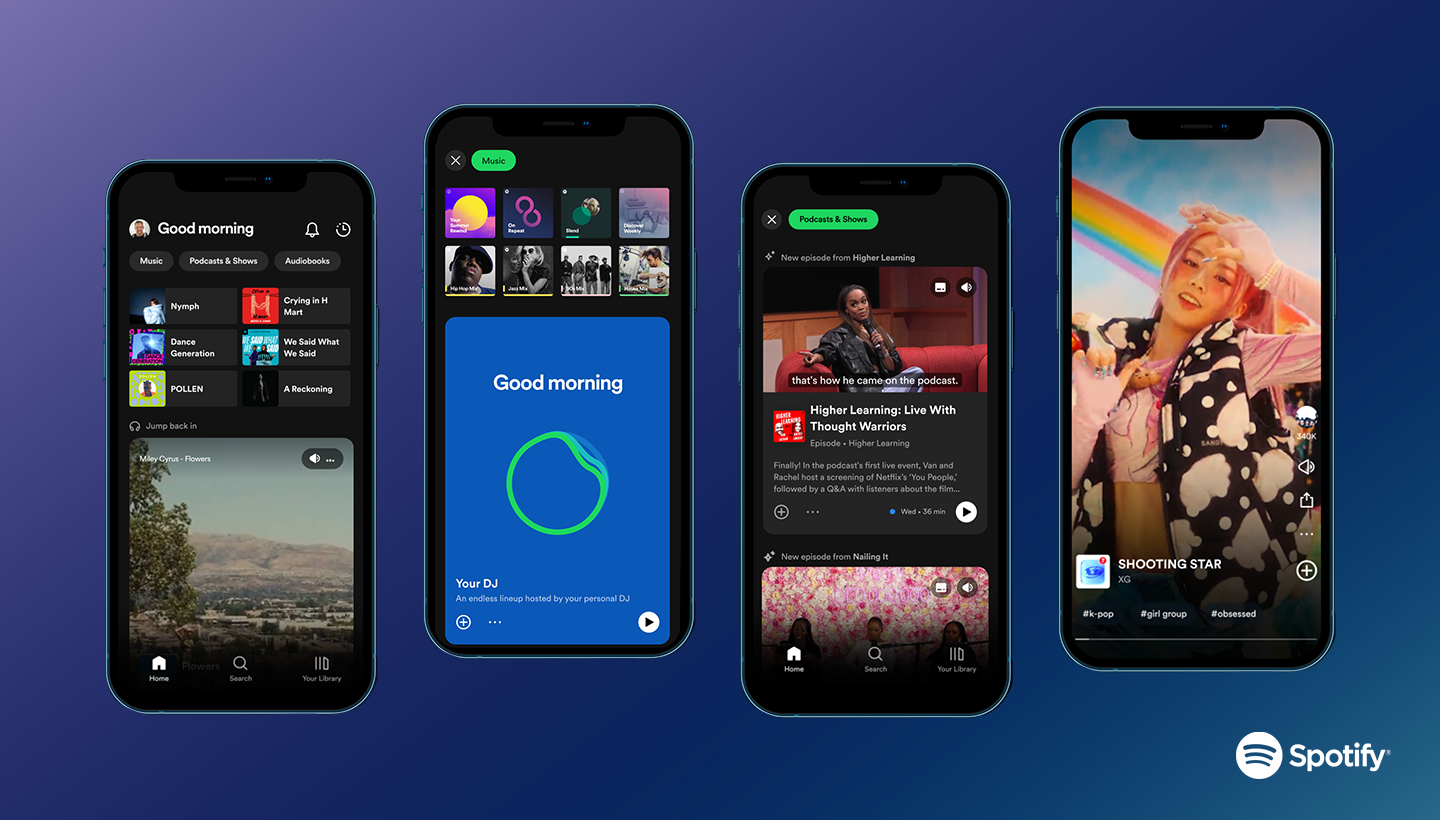 Good morning
Music
Podcasts & Shows
Audiobooks
Nymph
Crying in H
Mart
Dance
Generation
We Said What
We Said
POLLEN
A Reckoning
Jump back in
Miley Cyrus - Flowers
Flowers
Home
Search
Your Library
Music
Your
Summer
Rewind
On
Repeat
Blend
Discover
Weekly
Hip Hop Mix
Jazz Mix
90s Mix
House Mix
Good morning
Your DJ
An endless lineup hosted by your personal DJ
Podcasts & Shows
New episode from Higher Learning
that's how he came on the podcast.
HIGHER
LEARNING
Higher Learning: Live With
Thought Warriors
Episode • Higher Learning
Finally! In the podcast's first live event, Van and
Rachel host a screening of Netflix's 'You People,'
followed by a Q&A with listeners about the film...
Wed • 36 min
New episode from Nailing It
Home
Search
Your Library
SANDY
340K
SHOOTING STAR
XG
#k-pop
#girl group
#obsessed
Spotify®